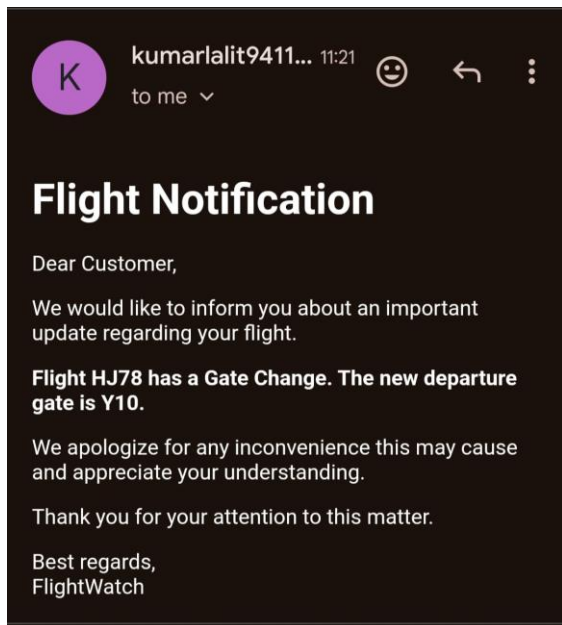 K
kumarlalit9411... 11:21
to me
Flight Notification
Dear Customer,
We would like to inform you about an important
update regarding your flight.
Flight HJ78 has a Gate Change. The new departure
gate is Y10.
We apologize for any inconvenience this may cause
and appreciate your understanding.
Thank you for your attention to this matter.
Best regards,
FlightWatch